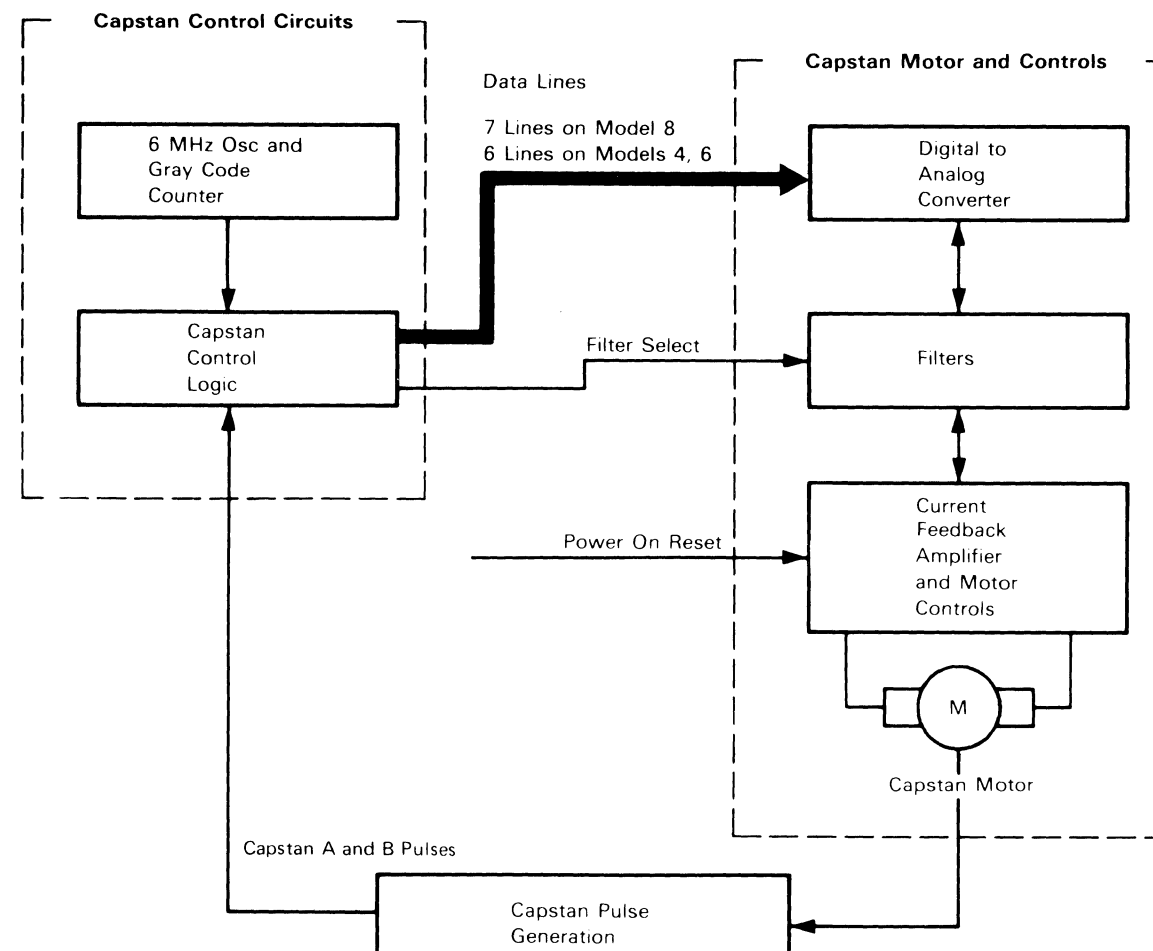 Capstan Control Circuits
6 MHz Osc and
Gray Code
Counter
Capstan
Control
Logic
Data Lines
7 Lines on Model 8
6 Lines on Models 4, 6
Filter Select
Power On Reset
Capstan Motor and Controls
Digital to
Analog
Converter
Filters
Current
Feedback
Amplifier
and Motor
Controls
M
Capstan Motor
Capstan A and B Pulses
Capstan Pulse
Generation